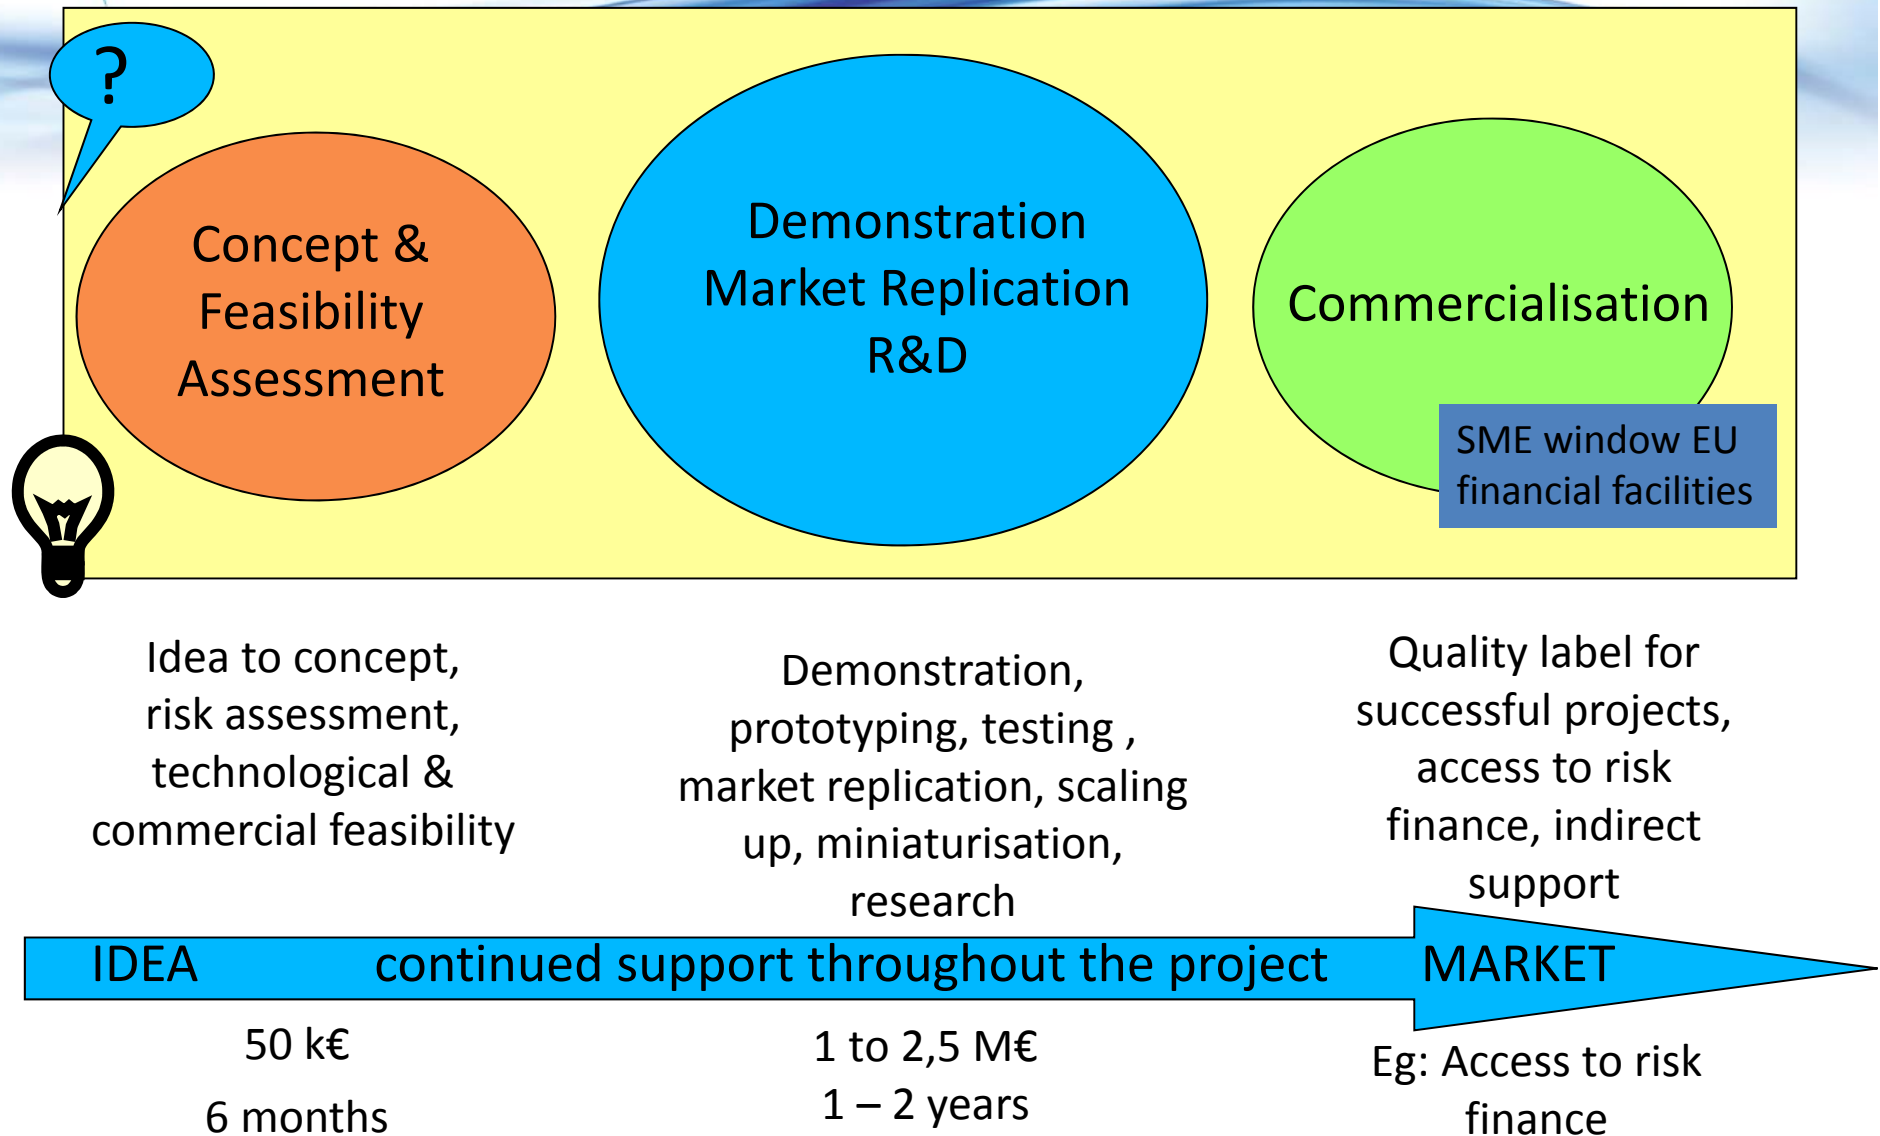 ?
Concept &
Feasibility
Assessment
Demonstration
Market Replication
R&D
Commercialisation
SME window EU
financial facilities
Idea to concept,
risk assessment,
technological &
commercial feasibility
Demonstration,
prototyping, testing ,
market replication, scaling
up, miniaturisation,
research
Quality label for
successful projects,
access to risk
finance, indirect
support
IDEA continued support throughout the project MARKET
50 k€
6 months
1 to 2,5 M€
1 – 2 years
Eg: Access to risk
finance